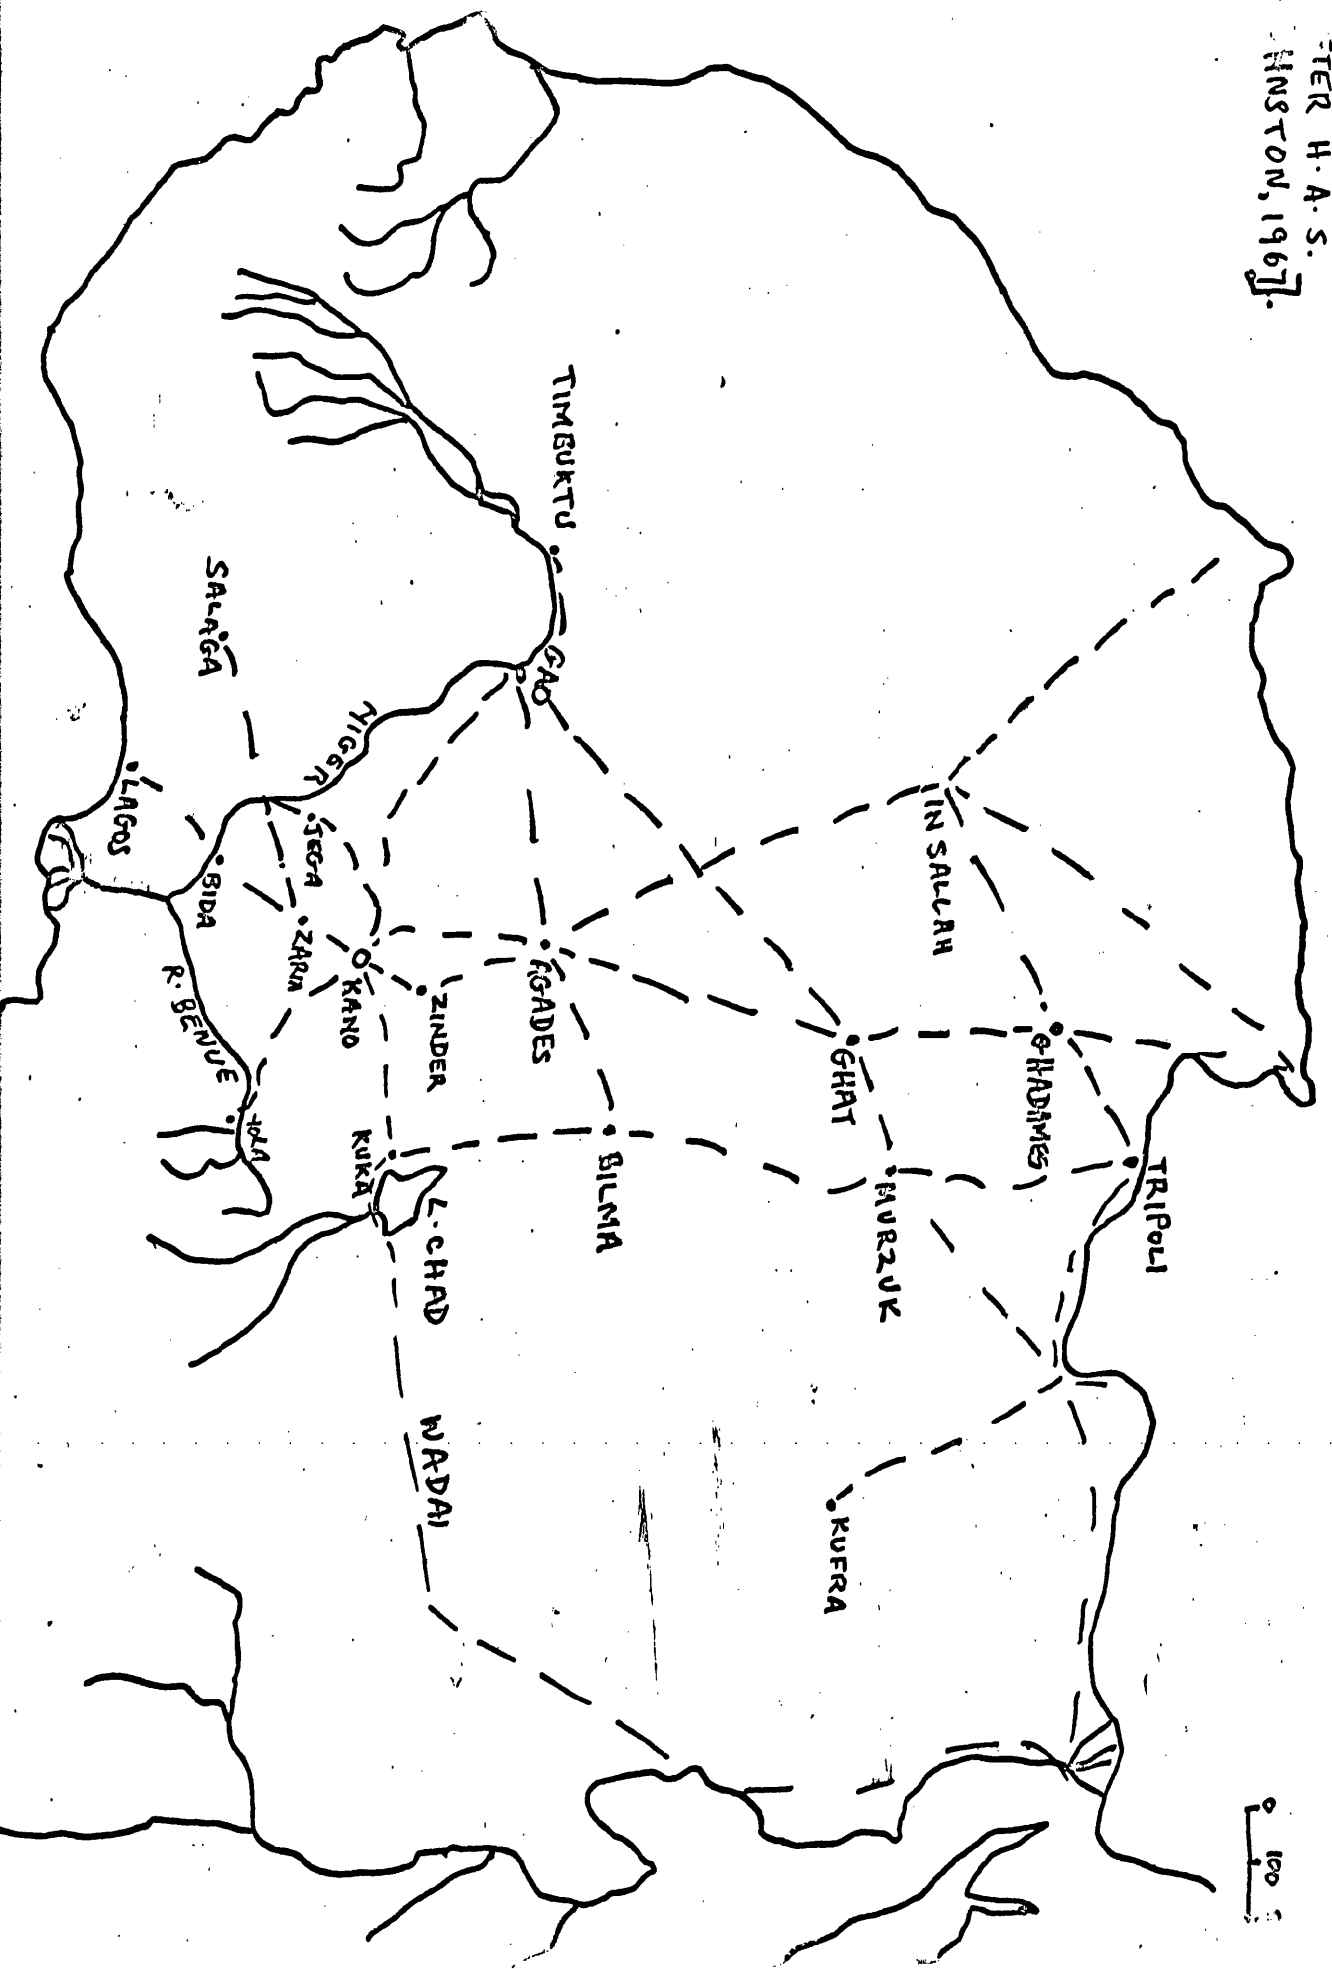 TER H.A.S.
HNSTON, 1967].
TRIPOLI
IN SALLAH
GHADAMES
MURZUK
GHAT
KUFRA
TIMBUKTU
GAO
BILMA
AGADES
L. CHAD
WADAI
ZINDER
KUKA
KANO
NIGER
JEGA
ZARIA
YOLA
SALAGA
BIDA
R. BENUE
LAGOS
0 100